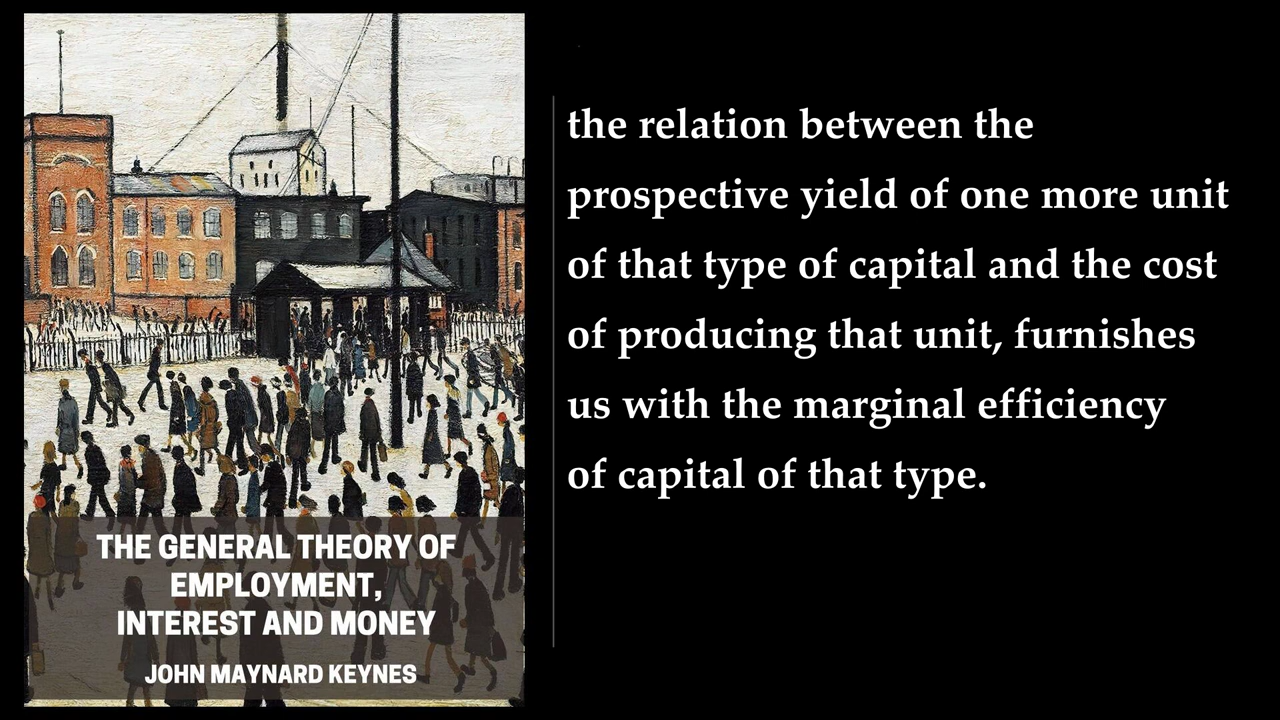 THE GENERAL THEORY OF
EMPLOYMENT,
INTEREST AND MONEY
JOHN MAYNARD KEYNES
the relation between the
prospective yield of one more unit
of that type of capital and the cost
of producing that unit, furnishes
us with the marginal efficiency
of capital of that type.